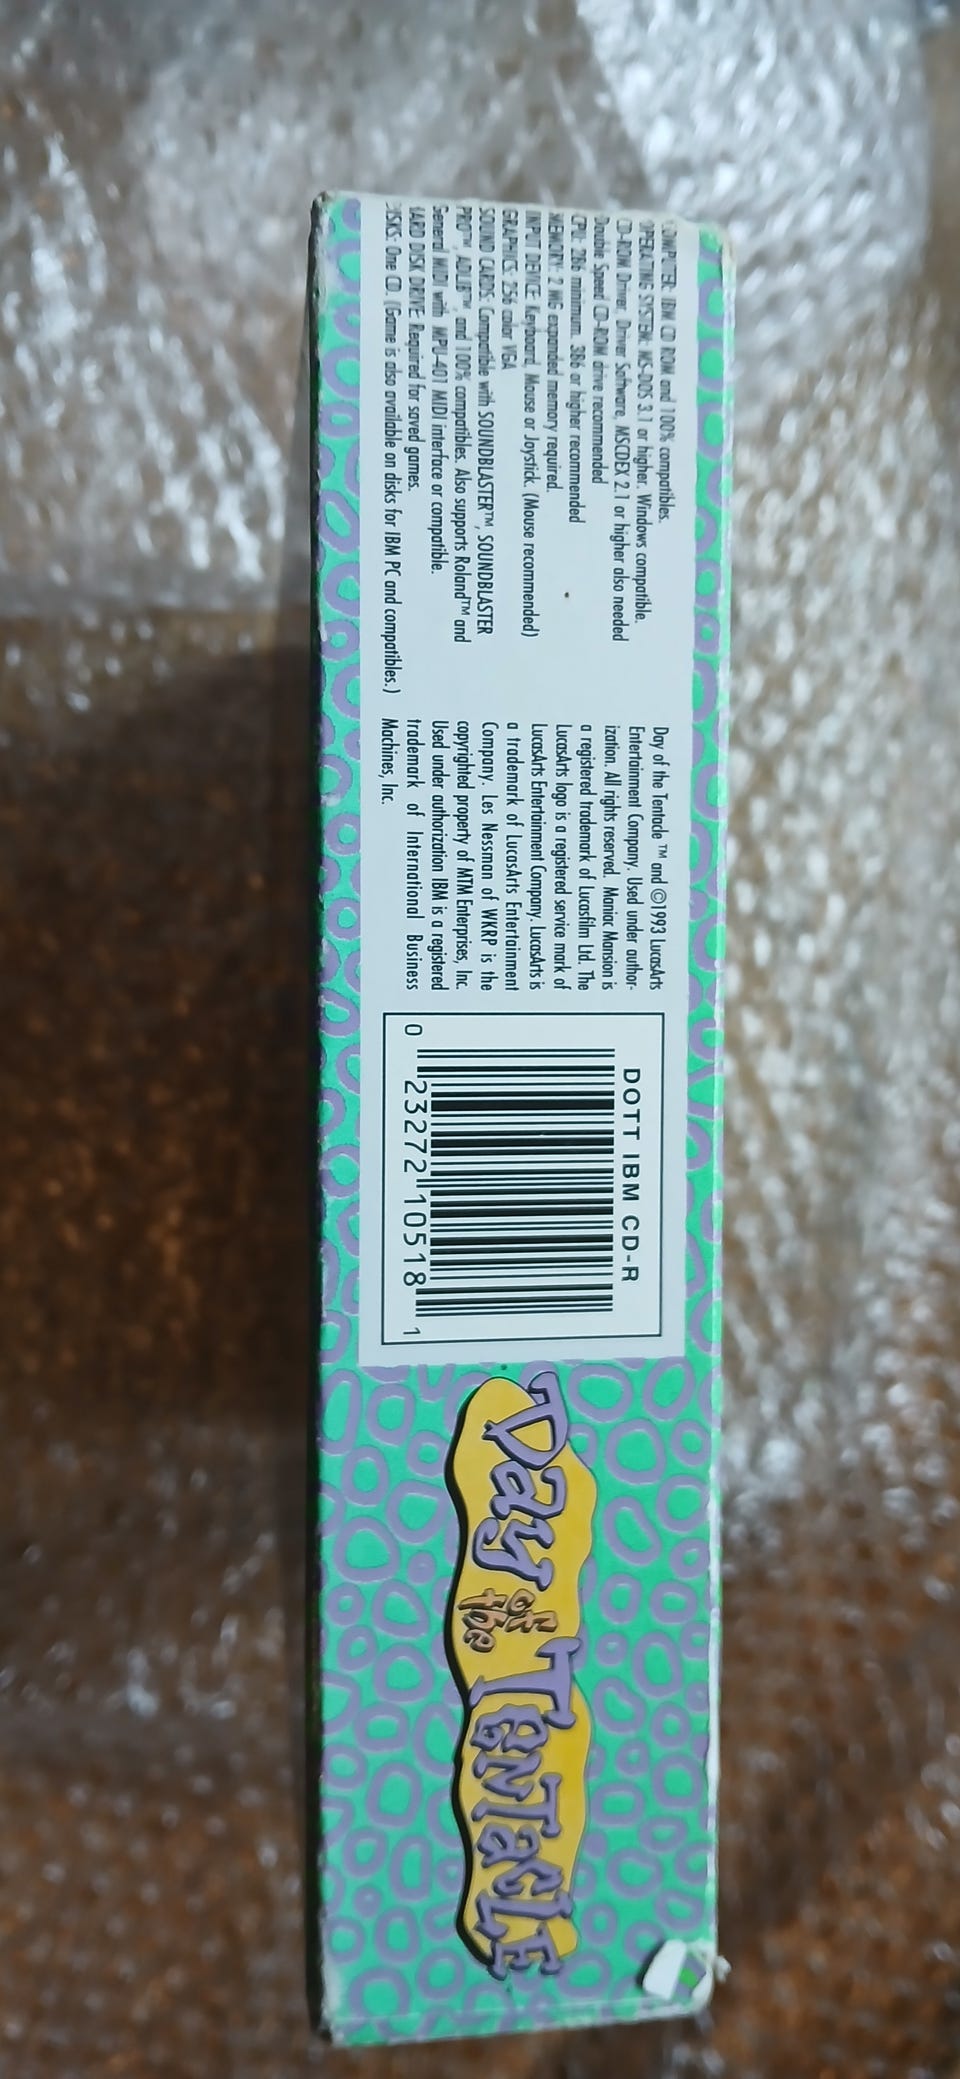 COMPUTER: IBM CD ROM and 100% compatibles.
OPERATING SYSTEM: MS-DOS 3.1 or higher. Windows compatible.
CD-ROM Driver, Driver Software, MSCDEX 2.1 or higher also needed
Double Speed CD-ROM drive recommended
CPU: 286 minimum. 386 or higher recommended
MEMORY: 2 MG expanded memory required.
INPUT DEVICE: Keyboard, Mouse or Joystick. (Mouse recommended)
GRAPHICS: 256 color VGA
SOUND CARDS: Compatible with SOUNDBLASTER™, SOUNDBLASTER
PRO™, ADLIB™, and 100% compatibles. Also supports Roland™ and
General MIDI with MPU-401 MIDI interface or compatible.
HARD DISK DRIVE: Required for saved games.
DISKS: One CD. (Game is also available on disks for IBM PC and compatibles.)
Day of the Tentacle ™ and ©1993 LucasArts
Entertainment Company. Used under author-
ization. All rights reserved. Maniac Mansion is
a registered trademark of Lucasfilm Ltd. The
LucasArts logo is a registered service mark of
LucasArts Entertainment Company. LucasArts is
a trademark of LucasArts Entertainment
Company. Les Nessman of WKRP is the
copyrighted property of MTM Enterprises, Inc.
Used under authorization IBM is a registered
trademark of International Business
Machines, Inc.
DOTT IBM CD-R
0 23272 10518 1
Day of the Tentacle